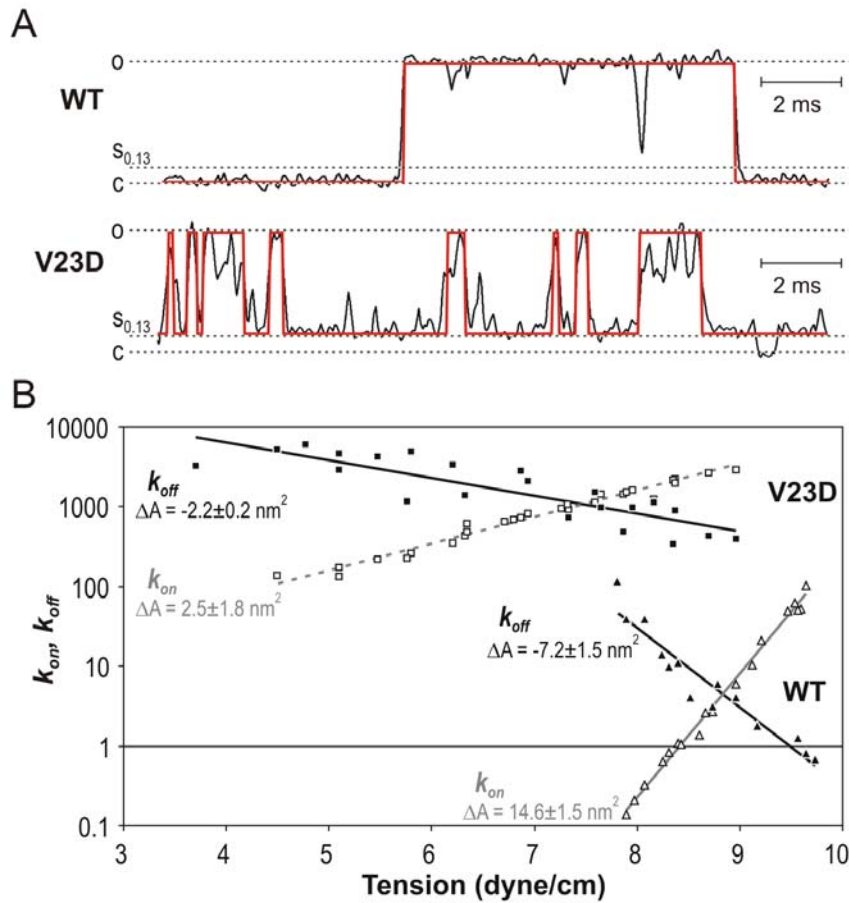 A
O
WT
2 ms
S0.13
C
O
V23D
2 ms
S0.13
C
B
10000
1000
100
10
1
0.1
kon, koff
koff
ΔA = -2.2±0.2 nm²
kon
ΔA = 2.5±1.8 nm²
V23D
koff
ΔA = -7.2±1.5 nm²
WT
kon
ΔA = 14.6±1.5 nm²
3 4 5 6 7 8 9 10
Tension (dyne/cm)